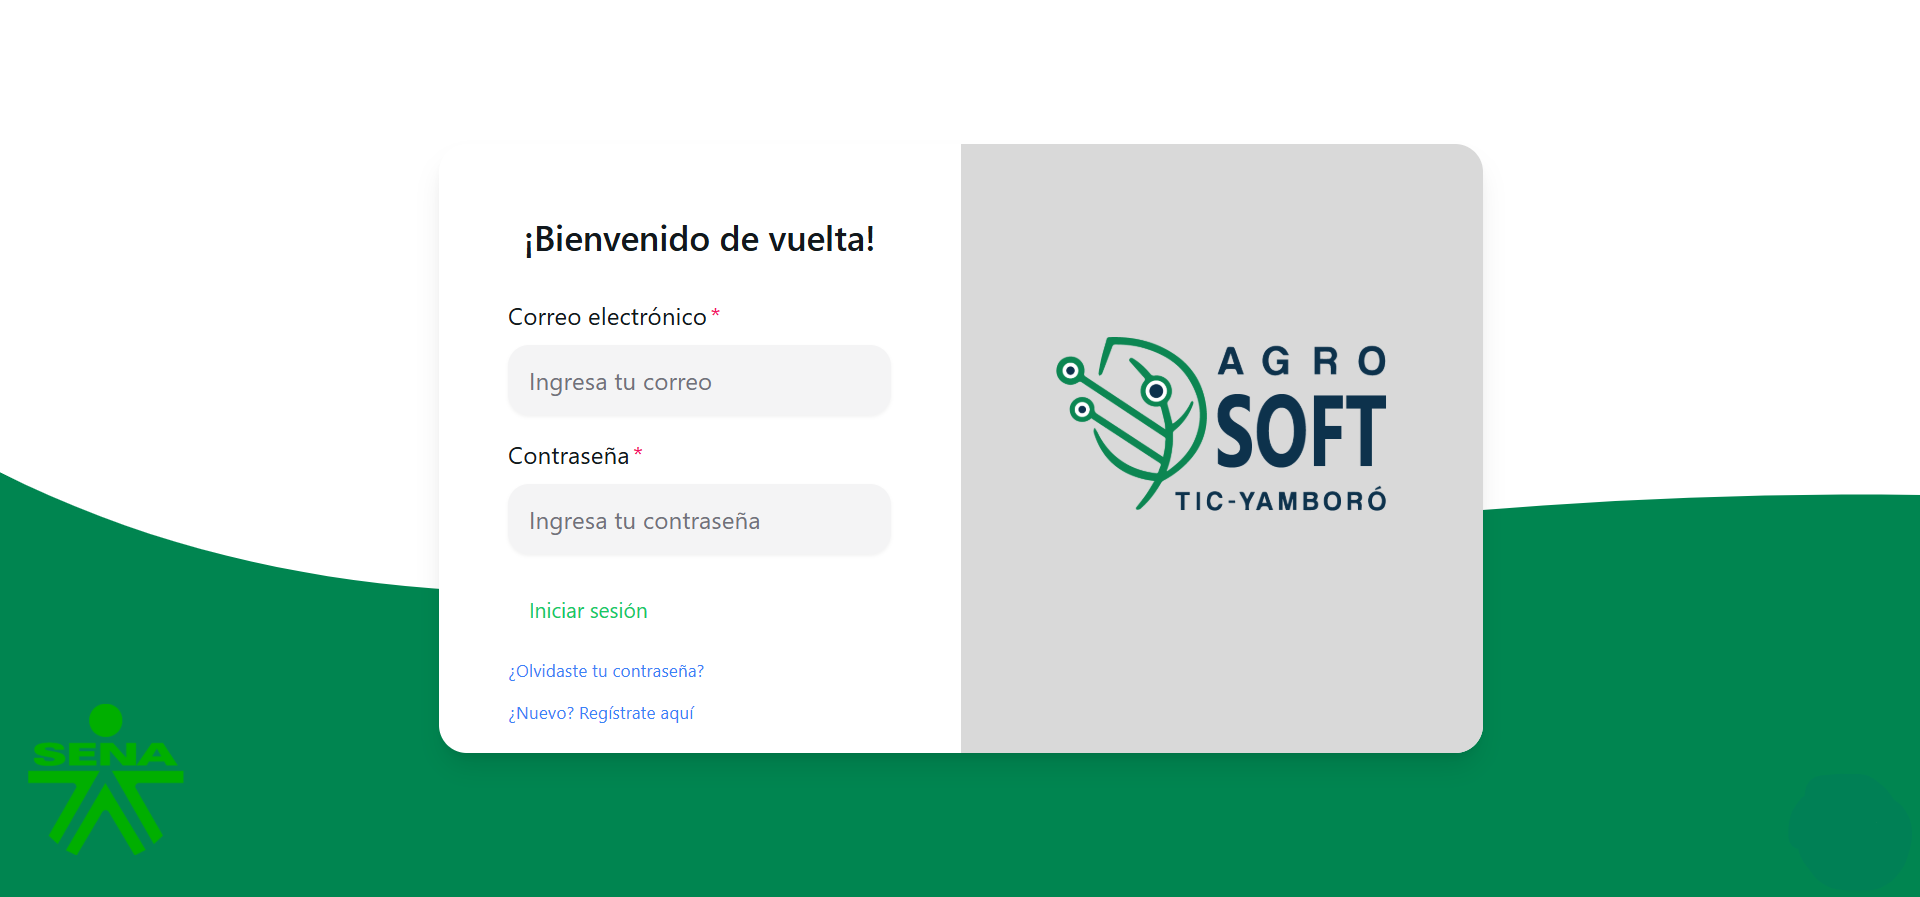 ¡Bienvenido de vuelta!
Correo electrónico*
Ingresa tu correo
Contraseña*
Ingresa tu contraseña
Iniciar sesión
¿Olvidaste tu contraseña?
¿Nuevo? Regístrate aquí
AGRO
SOFT
TIC-YAMBORÓ
SENA